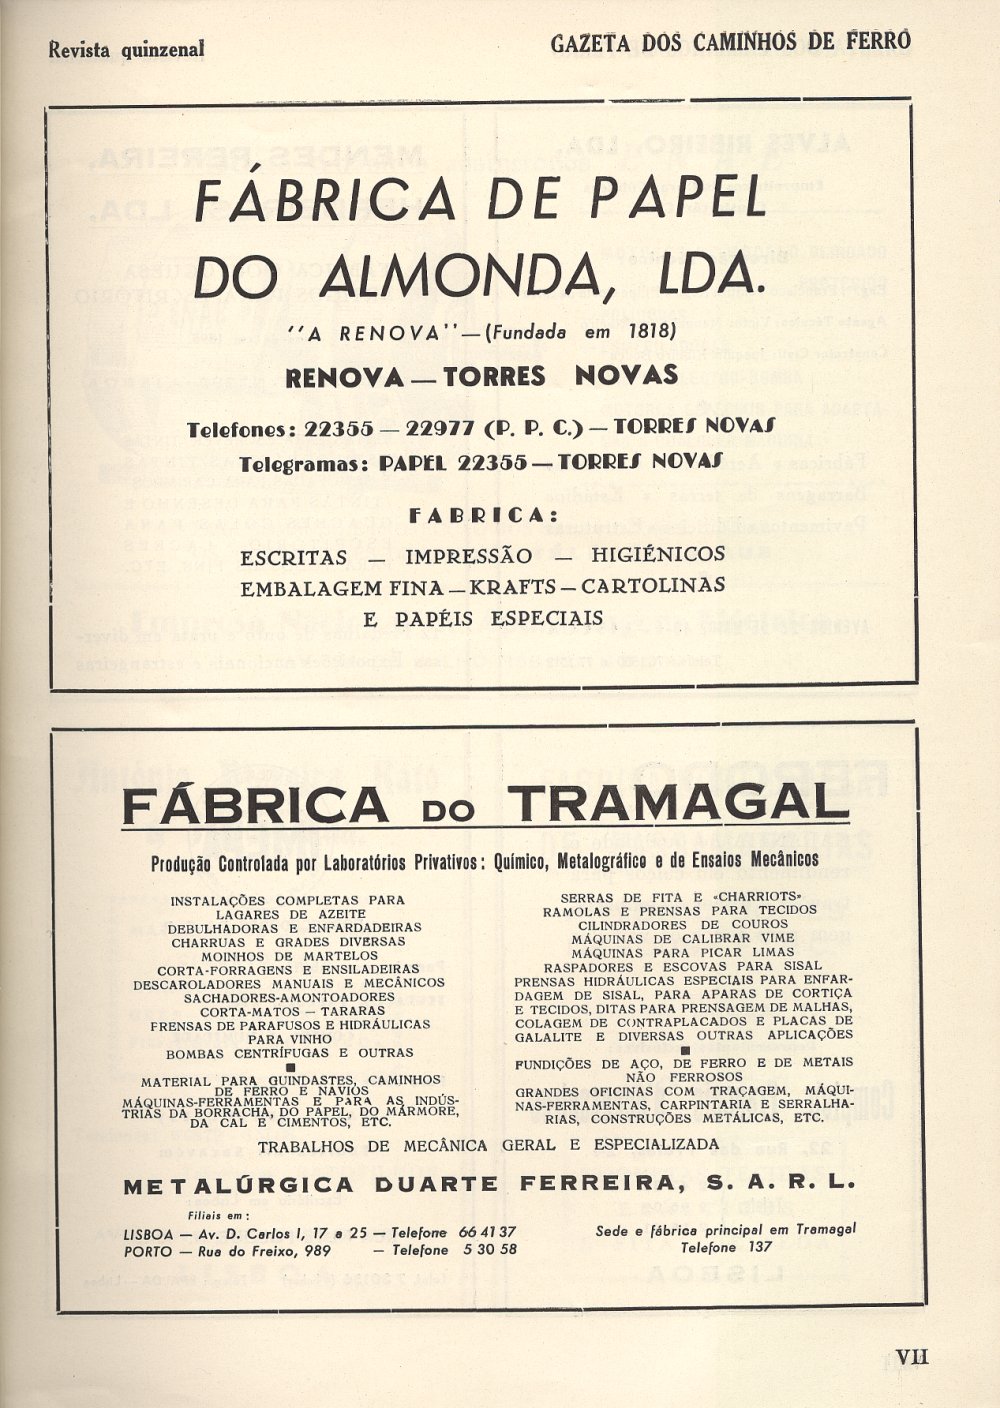 Revista quinzenal
GAZETA DOS CAMINHOS DE FERRO
FÁBRICA DE PAPEL
DO ALMONDA, LDA.
"A RENOVA" — (Fundada em 1818)
RENOVA — TORRES NOVAS
Telefones: 22355 — 22977 (P. P. C.) — TORRES NOVAS
Telegramas: PAPEL 22355 — TORRES NOVAS
FABRICA:
ESCRITAS — IMPRESSÃO — HIGIÉNICOS
EMBALAGEM FINA — KRAFTS — CARTOLINAS
E PAPÉIS ESPECIAIS
FÁBRICA DO TRAMAGAL
Produção Controlada por Laboratórios Privativos: Químico, Metalográfico e de Ensaios Mecânicos
INSTALAÇÕES COMPLETAS PARA
LAGARES DE AZEITE
DEBULHADORAS E ENFARDADEIRAS
CHARRUAS E GRADES DIVERSAS
MOINHOS DE MARTELOS
CORTA-FORRAGENS E ENSILADEIRAS
DESCAROLADORES MANUAIS E MECÂNICOS
SACHADORES-AMONTOADORES
CORTA-MATOS — TARARAS
FRENSAS DE PARAFUSOS E HIDRÁULICAS
PARA VINHO
BOMBAS CENTRÍFUGAS E OUTRAS
MATERIAL PARA GUINDASTES, CAMINHOS
DE FERRO E NAVIOS
MÁQUINAS-FERRAMENTAS E PARA AS INDÚS-
TRIAS DA BORRACHA, DO PAPEL, DO MÁRMORE,
DA CAL E CIMENTOS, ETC.
SERRAS DE FITA E «CHARRIOTS»
RAMOLAS E PRENSAS PARA TECIDOS
CILINDRADORES DE COUROS
MÁQUINAS DE CALIBRAR VIME
MÁQUINAS PARA PICAR LIMAS
RASPADORES E ESCOVAS PARA SISAL
PRENSAS HIDRÁULICAS ESPECIAIS PARA ENFAR-
DAGEM DE SISAL, PARA APARAS DE CORTIÇA
E TECIDOS, DITAS PARA PRENSAGEM DE MALHAS,
COLAGEM DE CONTRAPLACADOS E PLACAS DE
GALALITE E DIVERSAS OUTRAS APLICAÇÕES
FUNDIÇÕES DE AÇO, DE FERRO E DE METAIS
NÃO FERROSOS
GRANDES OFICINAS COM TRAÇAGEM, MÁQUI-
NAS-FERRAMENTAS, CARPINTARIA E SERRALHA-
RIAS, CONSTRUÇÕES METÁLICAS, ETC.
TRABALHOS DE MECÂNICA GERAL E ESPECIALIZADA
METALÚRGICA DUARTE FERREIRA, S. A. R. L.
Filiais em:
LISBOA — Av. D. Carlos I, 17 a 25 — Telefone 66 41 37
PORTO — Rua do Freixo, 989 — Telefone 5 30 58
Sede e fábrica principal em Tramagal
Telefone 137
VII